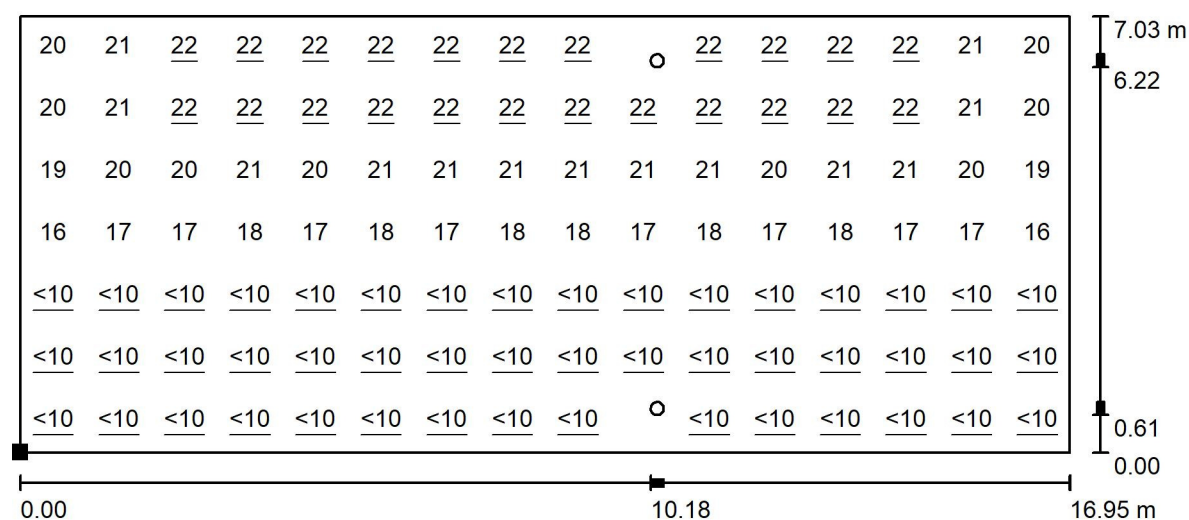 20 21 22 22 22 22 22 22 22 22 22 22 22 21 20 7.03 m
6.22
20 21 22 22 22 22 22 22 22 22 22 22 22 22 21 20
19 20 20 21 20 21 21 21 21 21 21 20 21 21 20 19
16 17 17 18 17 18 17 18 18 17 18 17 18 17 17 16
<10 <10 <10 <10 <10 <10 <10 <10 <10 <10 <10 <10 <10 <10 <10 <10
<10 <10 <10 <10 <10 <10 <10 <10 <10 <10 <10 <10 <10 <10 <10 <10
<10 <10 <10 <10 <10 <10 <10 <10 <10 <10 <10 <10 <10 <10 <10 0.61
0.00
0.00 10.18 16.95 m